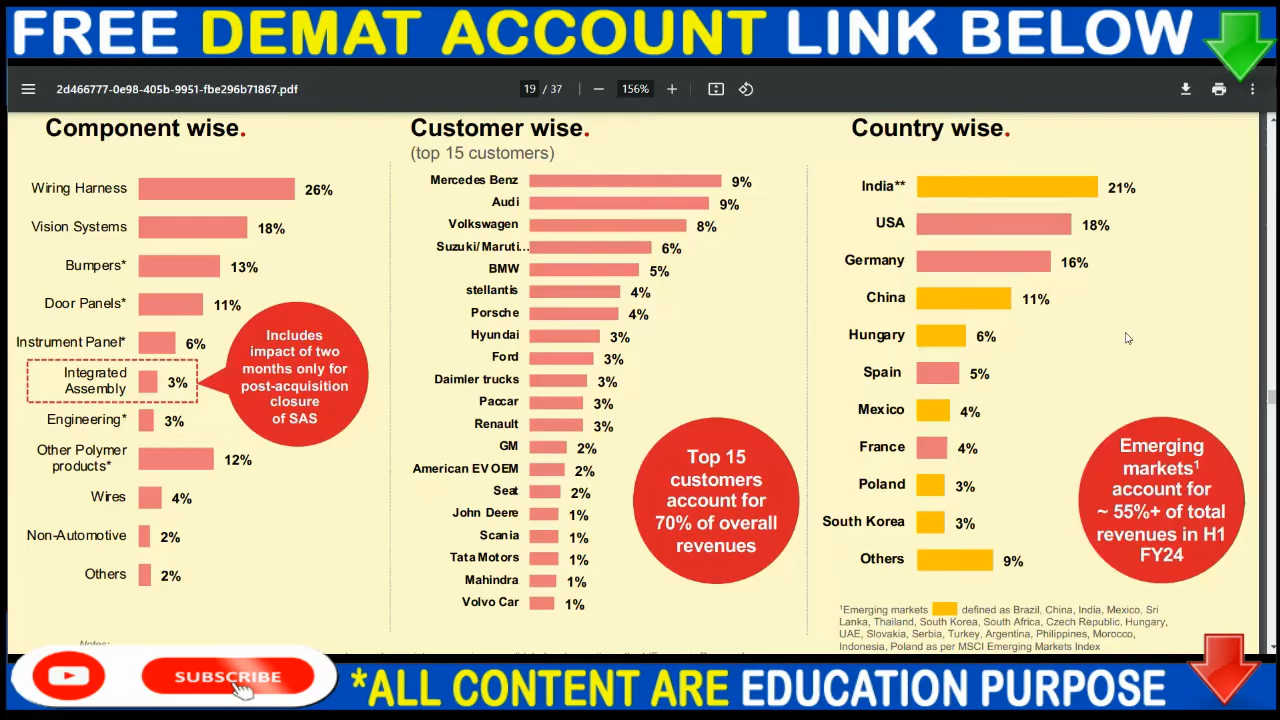 FREE DEMAT ACCOUNT LINK BELOW
2d466777-0e98-405b-9951-fbe296b71867.pdf
19 / 37
156%
Component wise.
Wiring Harness 26%
Vision Systems 18%
Bumpers* 13%
Door Panels* 11%
Instrument Panel* 6%
Integrated
Assembly 3%
Engineering* 3%
Other Polymer
products* 12%
Wires 4%
Non-Automotive 2%
Others 2%
Includes
impact of two
months only for
post-acquisition
closure
of SAS
Customer wise.
(top 15 customers)
Mercedes Benz 9%
Audi 9%
Volkswagen 8%
Suzuki/Maruti... 6%
BMW 5%
stellantis 4%
Porsche 4%
Hyundai 3%
Ford 3%
Daimler trucks 3%
Paccar 3%
Renault 3%
GM 2%
American EV OEM 2%
Seat 2%
John Deere 1%
Scania 1%
Tata Motors 1%
Mahindra 1%
Volvo Car 1%
Top 15
customers
account for
70% of overall
revenues
Country wise.
India** 21%
USA 18%
Germany 16%
China 11%
Hungary 6%
Spain 5%
Mexico 4%
France 4%
Poland 3%
South Korea 3%
Others 9%
Emerging
markets¹
account for
~ 55%+ of total
revenues in H1
FY24
¹Emerging markets defined as Brazil, China, India, Mexico, Sri
Lanka, Thailand, South Korea, South Africa, Czech Republic, Hungary,
UAE, Slovakia, Serbia, Turkey, Argentina, Philippines, Morocco,
Indonesia, Poland as per MSCI Emerging Markets Index
Notes:
SUBSCRIBE
*ALL CONTENT ARE EDUCATION PURPOSE